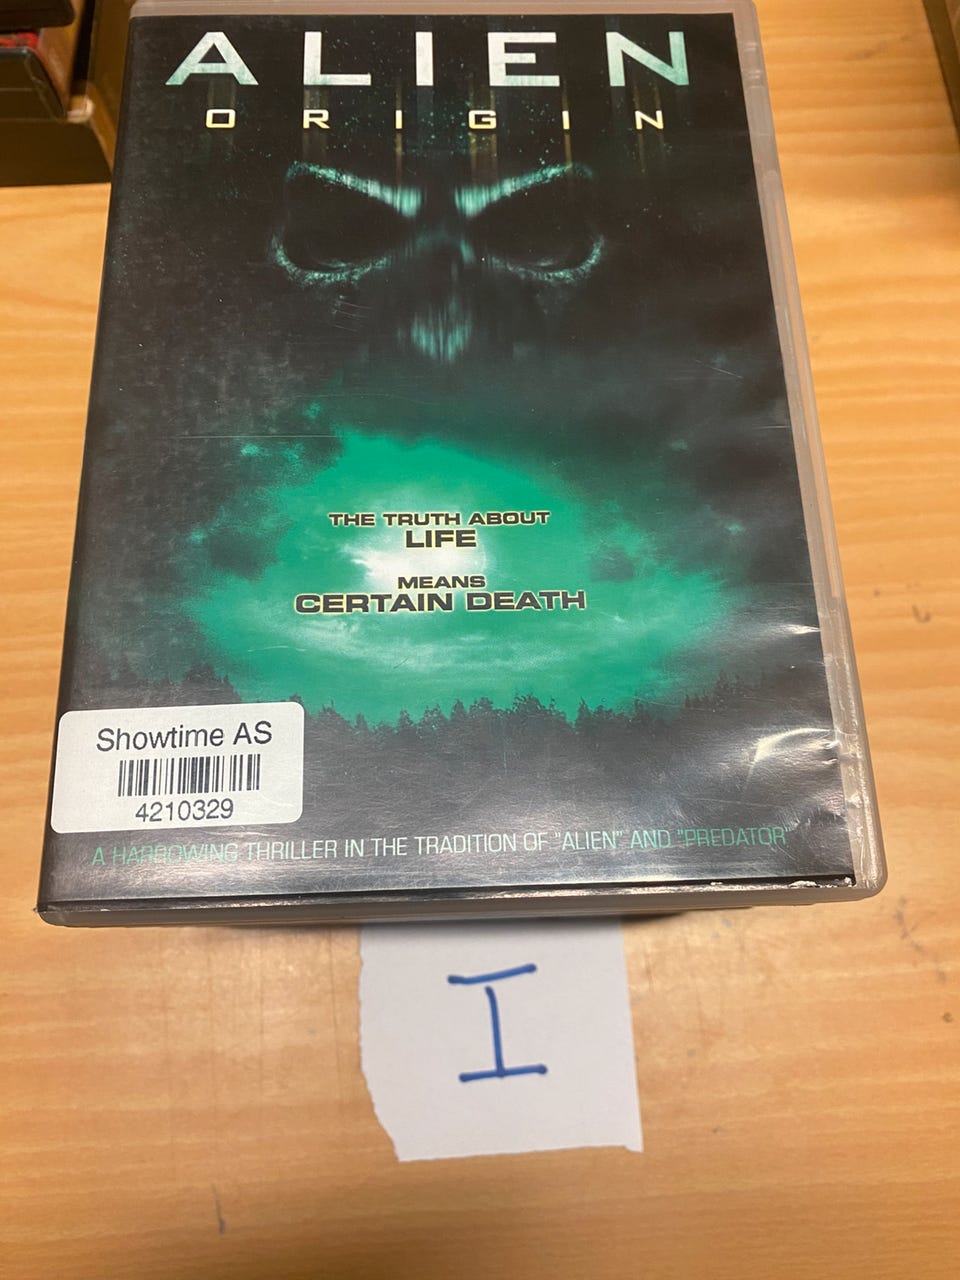 ALIEN
ORIGIN
THE TRUTH ABOUT
LIFE
MEANS
CERTAIN DEATH
Showtime AS
4210329
A HARROWING THRILLER IN THE TRADITION OF "ALIEN" AND "PREDATOR"
I